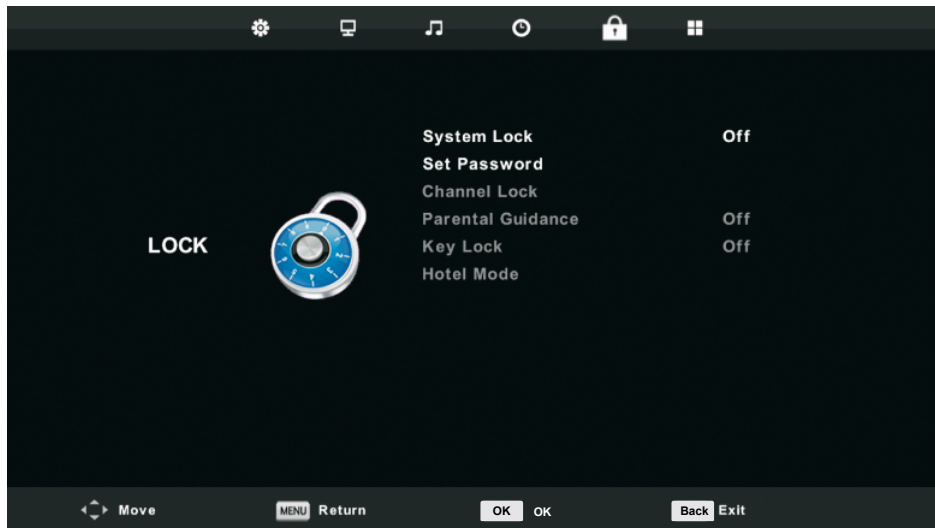 System Lock Off
Set Password
Channel Lock
Parental Guidance Off
Key Lock Off
Hotel Mode
LOCK
Move MENU Return OK OK Back Exit